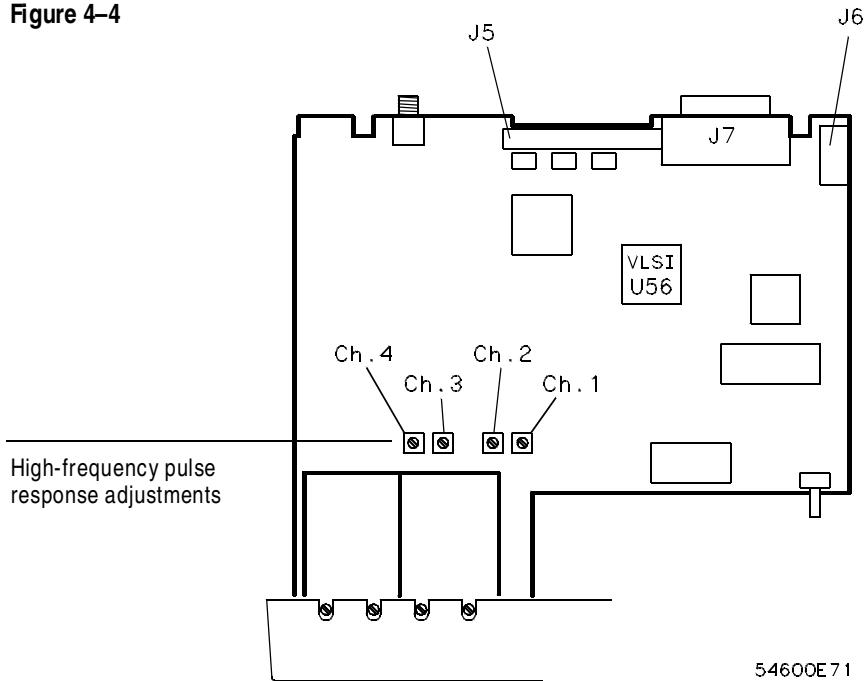 Figure 4–4
J5
J6
J7
VLSI
U56
Ch.4
Ch.3
Ch.2
Ch.1
High-frequency pulse
response adjustments
54600E71